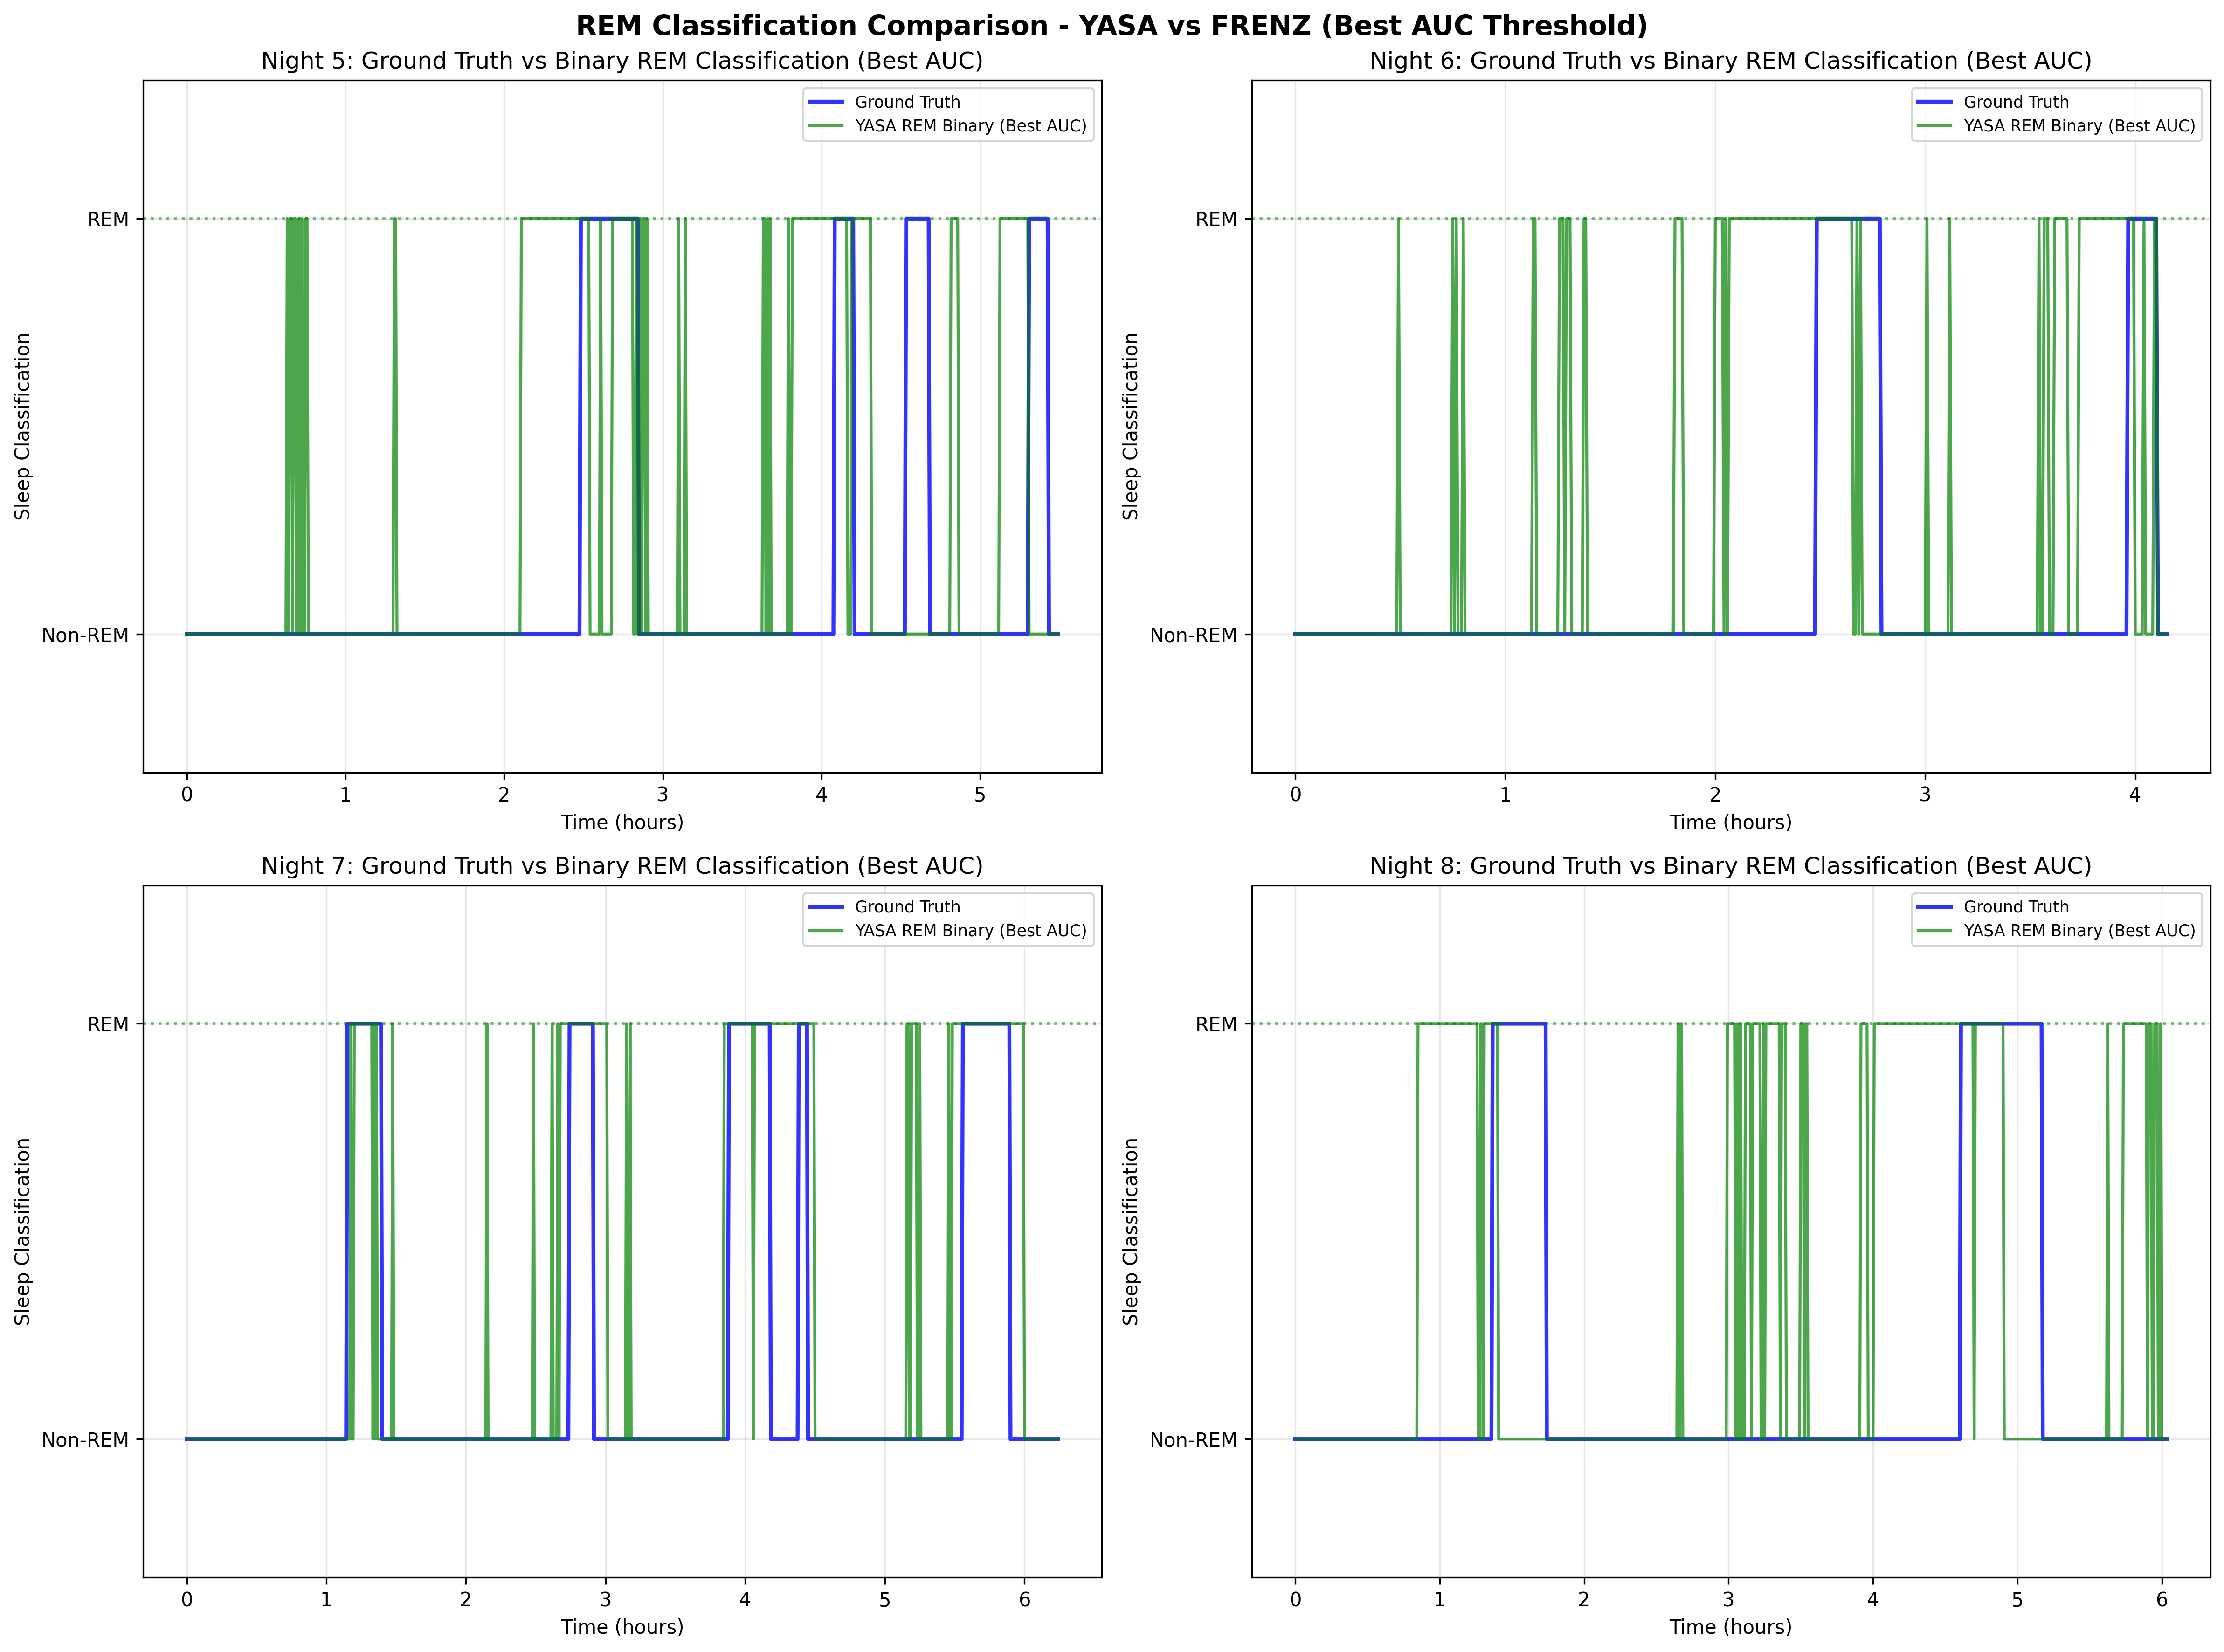 REM Classification Comparison - YASA vs FRENZ (Best AUC Threshold)
Night 5: Ground Truth vs Binary REM Classification (Best AUC)
Ground Truth
YASA REM Binary (Best AUC)
REM
Non-REM
Sleep Classification
0 1 2 3 4 5
Time (hours)
Night 6: Ground Truth vs Binary REM Classification (Best AUC)
Ground Truth
YASA REM Binary (Best AUC)
REM
Non-REM
Sleep Classification
0 1 2 3 4
Time (hours)
Night 7: Ground Truth vs Binary REM Classification (Best AUC)
Ground Truth
YASA REM Binary (Best AUC)
REM
Non-REM
Sleep Classification
0 1 2 3 4 5 6
Time (hours)
Night 8: Ground Truth vs Binary REM Classification (Best AUC)
Ground Truth
YASA REM Binary (Best AUC)
REM
Non-REM
Sleep Classification
0 1 2 3 4 5 6
Time (hours)